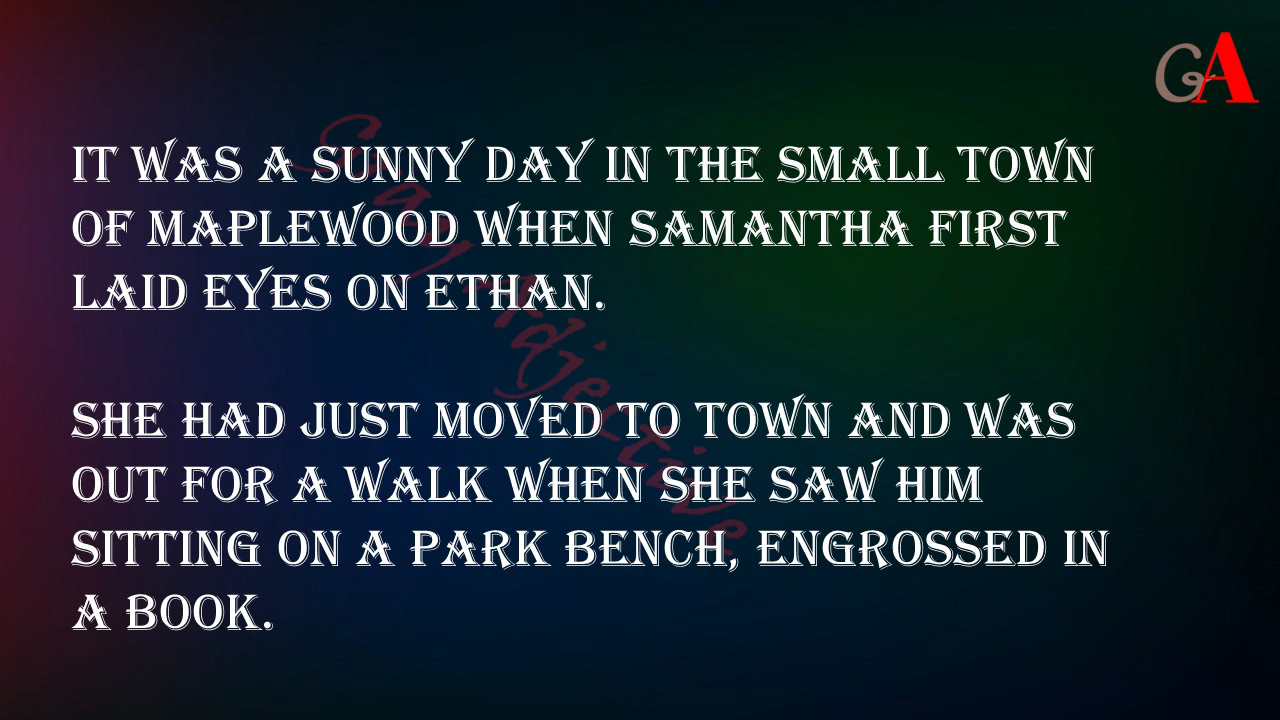 GA
IT WAS A SUNNY DAY IN THE SMALL TOWN
OF MAPLEWOOD WHEN SAMANTHA FIRST
LAID EYES ON ETHAN.
SHE HAD JUST MOVED TO TOWN AND WAS
OUT FOR A WALK WHEN SHE SAW HIM
SITTING ON A PARK BENCH, ENGROSSED IN
A BOOK.